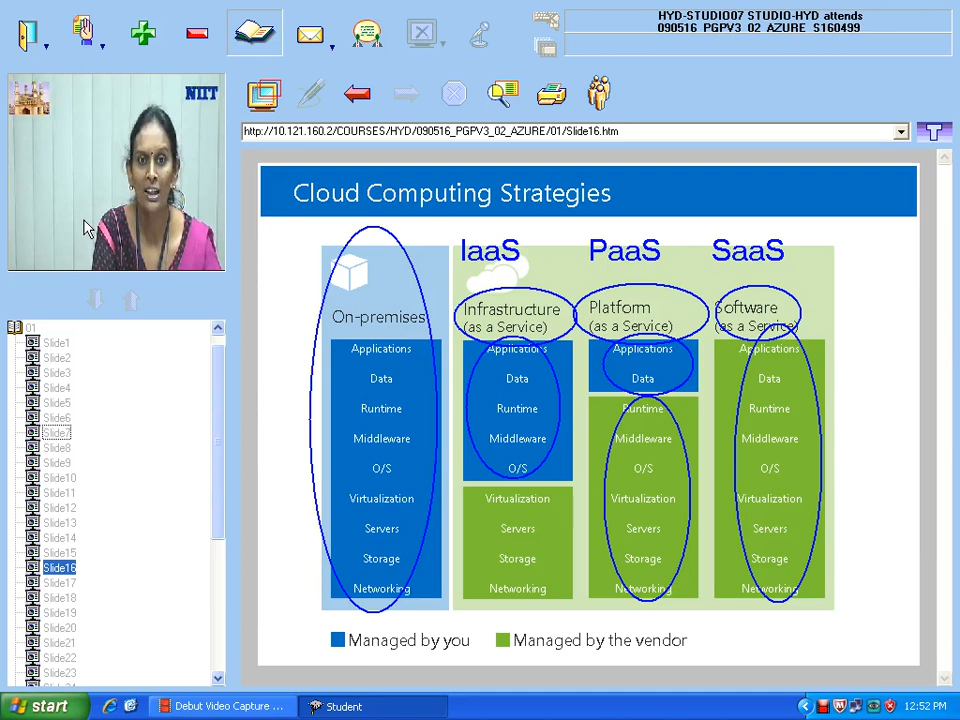 HYD-STUDIO07 STUDIO-HYD attends
090516_PGPV3_02_AZURE_S160499
NIIT
http://10.121.160.2/COURSES/HYD/090516_PGPV3_02_AZURE/01/Slide16.htm
T
01
Slide1
Slide2
Slide3
Slide4
Slide5
Slide6
Slide7
Slide8
Slide9
Slide10
Slide11
Slide12
Slide13
Slide14
Slide15
Slide16
Slide17
Slide18
Slide19
Slide20
Slide21
Slide22
Slide23
Cloud Computing Strategies
IaaS PaaS SaaS
On-premises
Applications
Data
Runtime
Middleware
O/S
Virtualization
Servers
Storage
Networking
Infrastructure
(as a Service)
Applications
Data
Runtime
Middleware
O/S
Virtualization
Servers
Storage
Networking
Platform
(as a Service)
Applications
Data
Runtime
Middleware
O/S
Virtualization
Servers
Storage
Networking
Software
(as a Service)
Applications
Data
Runtime
Middleware
O/S
Virtualization
Servers
Storage
Networking
Managed by you Managed by the vendor
start Debut Video Capture ... Student 12:52 PM